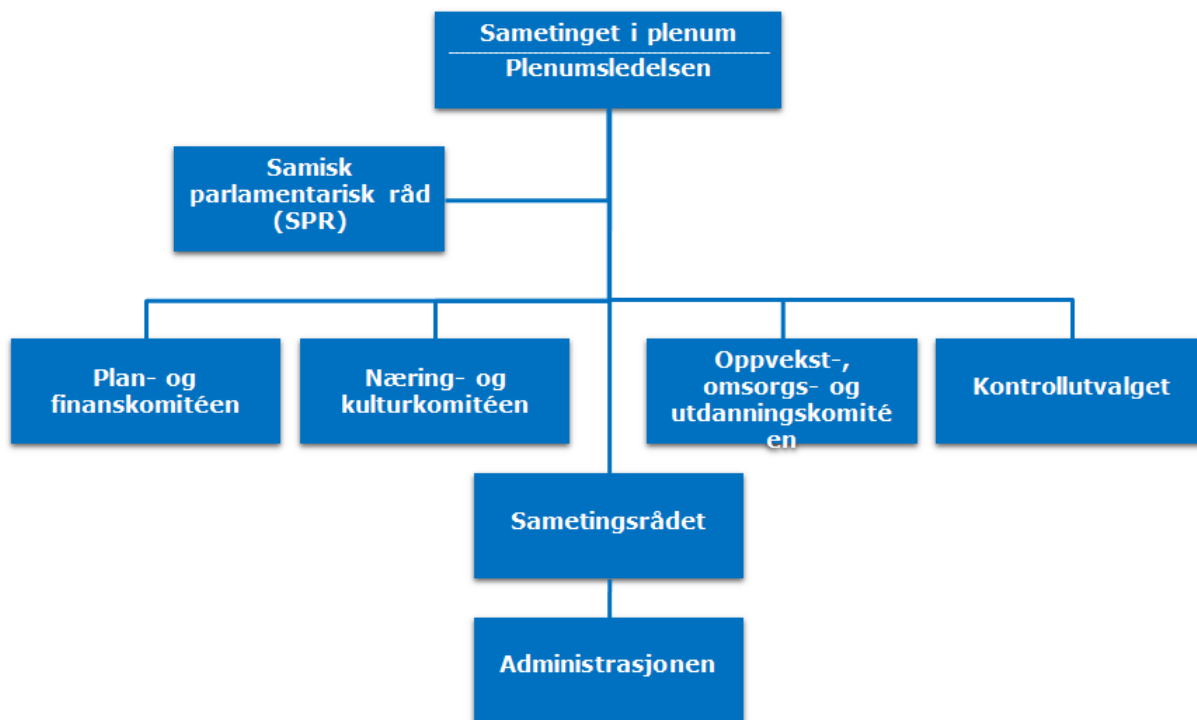 Sametinget i plenum
Plenumsledelsen
Samisk
parlamentarisk råd
(SPR)
Plan- og
finanskomitéen
Næring- og
kulturkomitéen
Oppvekst-,
omsorgs- og
utdanningskomité
en
Kontrollutvalget
Sametingsrådet
Administrasjonen